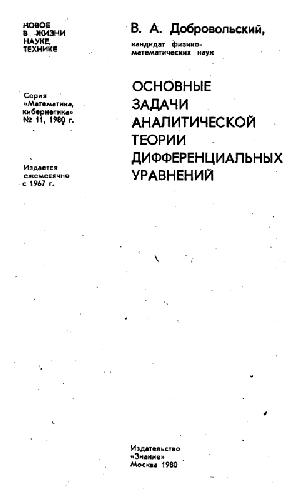 НОВОЕ
В ЖИЗНИ
НАУКЕ,
ТЕХНИКЕ
Серия
«Математика,
кибернетика»
№ 11, 1980 г.
Издается
ежемесячно
с 1967 г.
В. А. Добровольский,
кандидат физико-
математических наук
ОСНОВНЫЕ
ЗАДАЧИ
АНАЛИТИЧЕСКОЙ
ТЕОРИИ
ДИФФЕРЕНЦИАЛЬНЫХ
УРАВНЕНИЙ
Издательство
«Знание»
Москва 1980